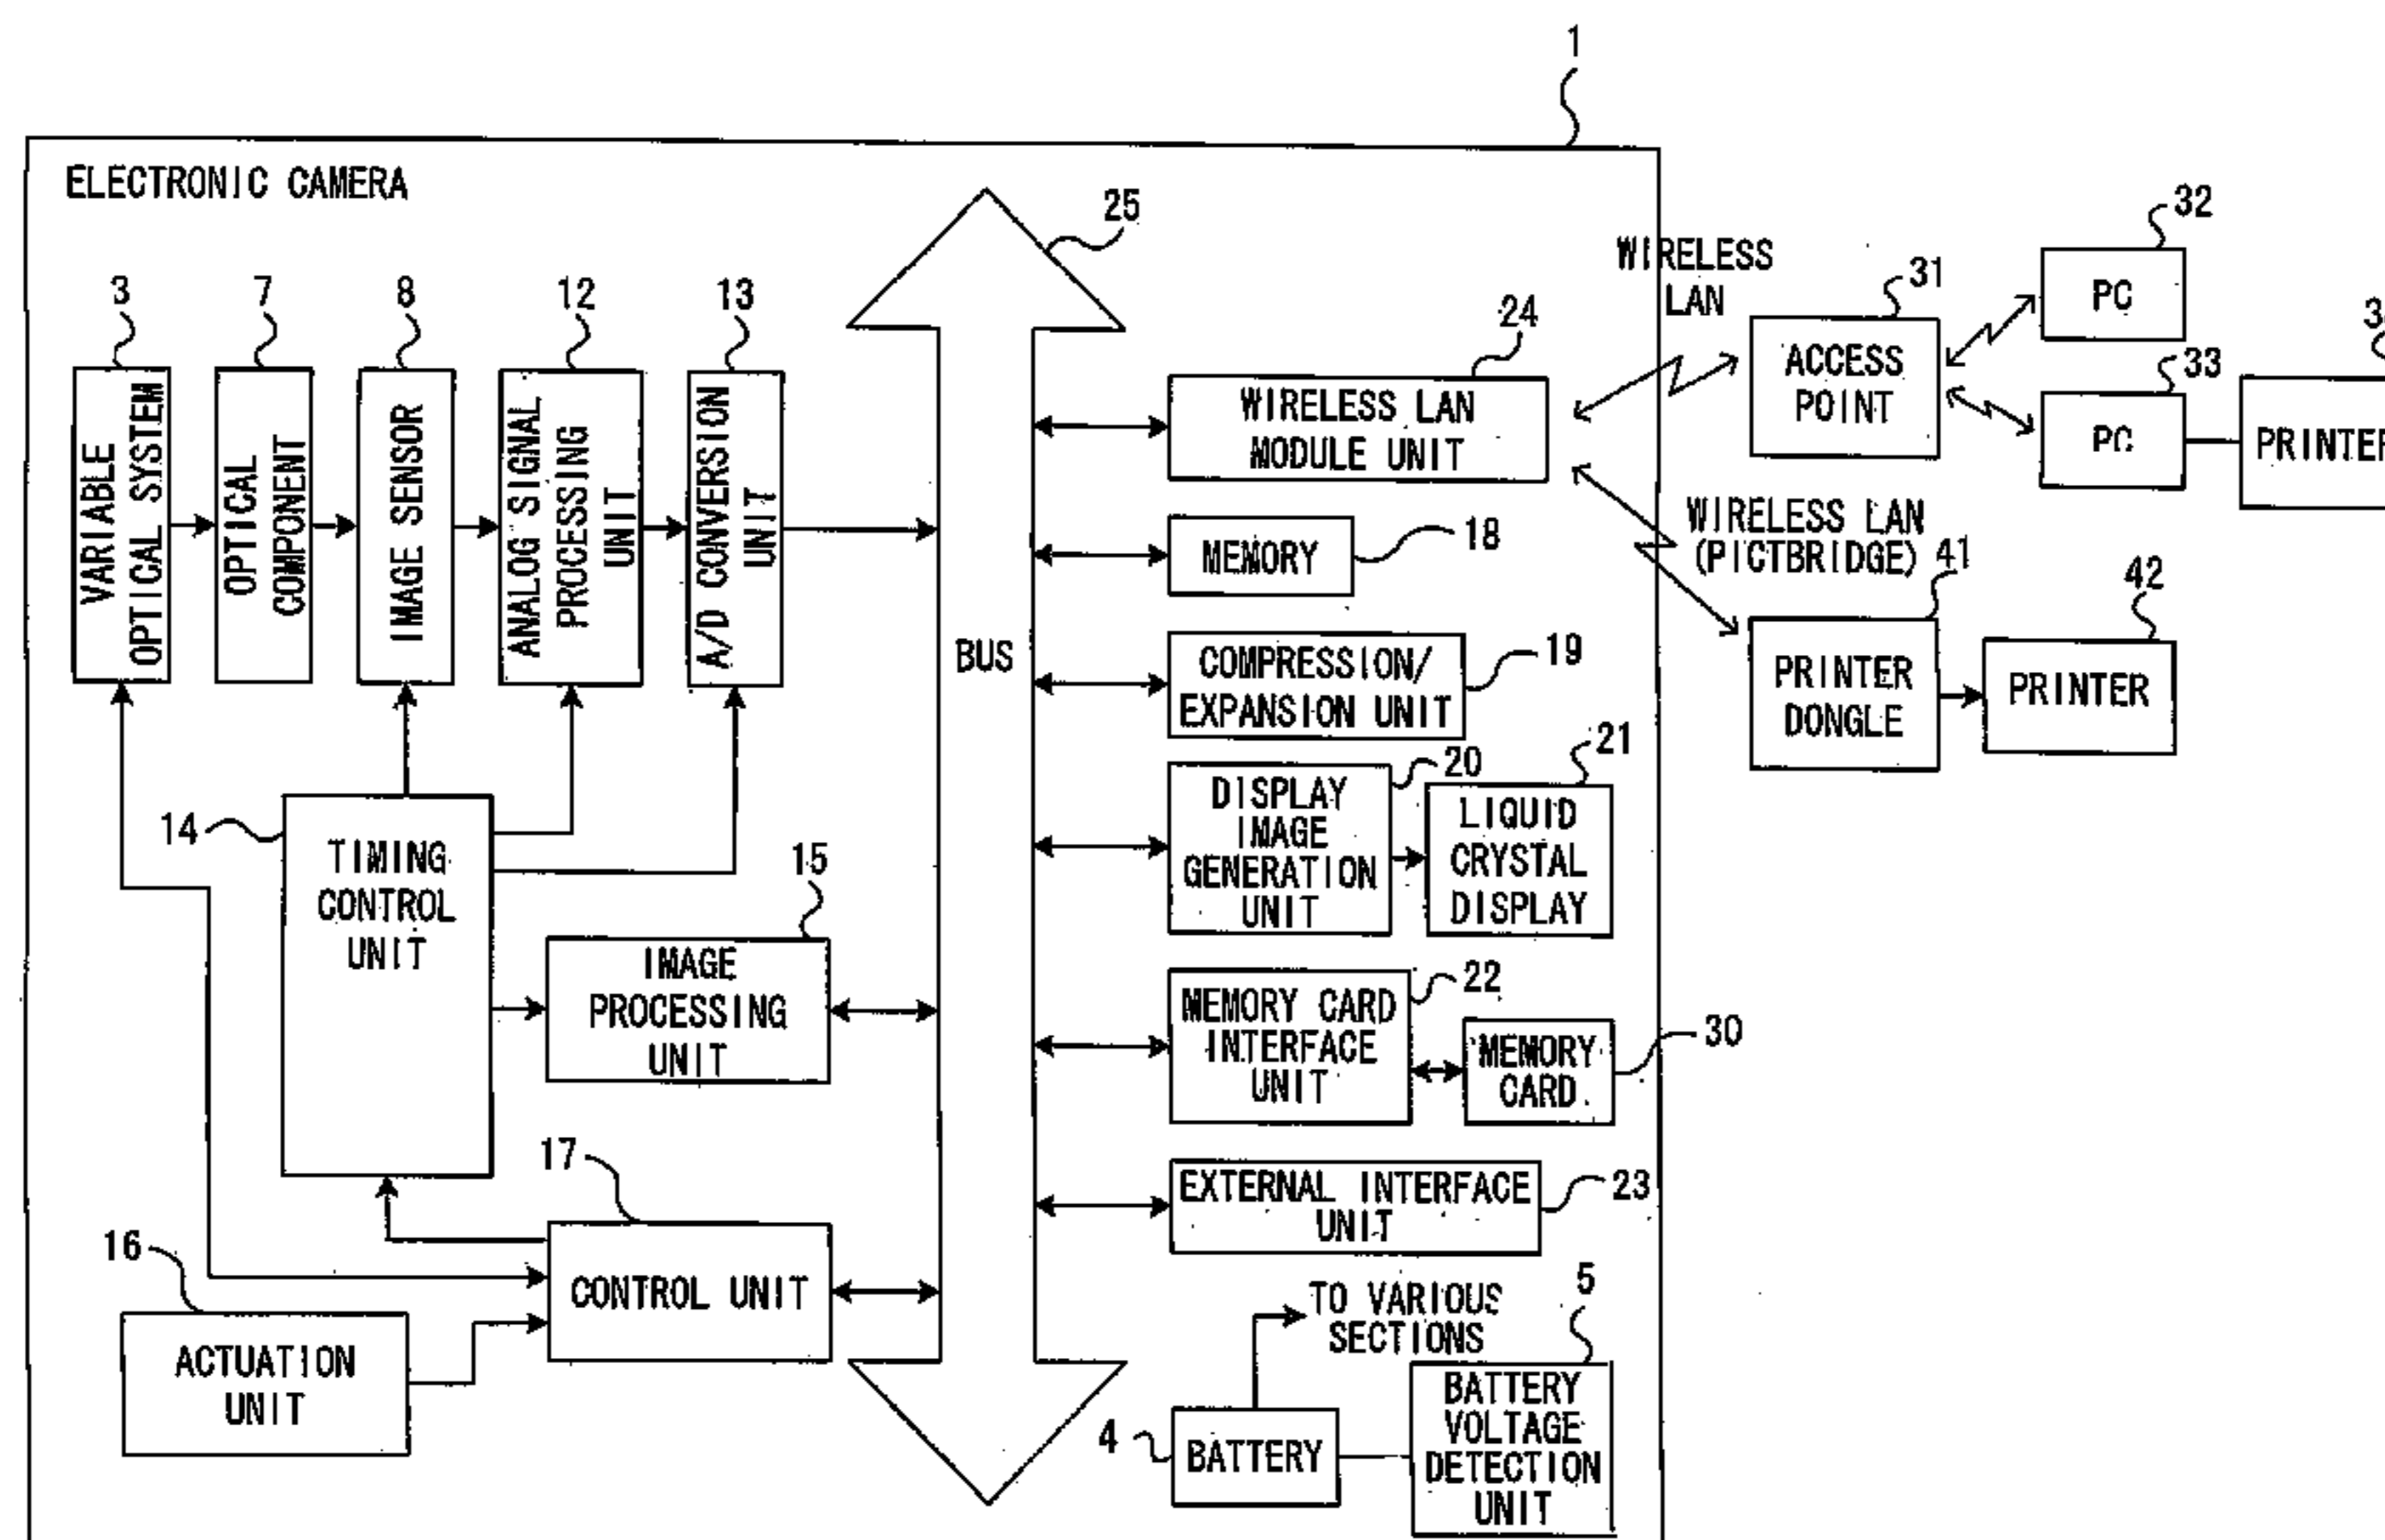 1
ELECTRONIC CAMERA
25
3
7
8
12
13
VARIABLE
OPTICAL SYSTEM
OPTICAL
COMPONENT
IMAGE SENSOR
ANALOG SIGNAL
PROCESSING
UNIT
A/D CONVERSION
UNIT
BUS
14
TIMING
CONTROL
UNIT
15
IMAGE
PROCESSING
UNIT
17
CONTROL UNIT
16
ACTUATION
UNIT
24
WIRELESS LAN
MODULE UNIT
MEMORY
18
COMPRESSION/
EXPANSION UNIT
19
20
DISPLAY
IMAGE
GENERATION
UNIT
21
LIQUID
CRYSTAL
DISPLAY
22
MEMORY CARD
INTERFACE
UNIT
MEMORY
CARD
30
EXTERNAL INTERFACE
UNIT
23
TO VARIOUS
SECTIONS
5
4
BATTERY
BATTERY
VOLTAGE
DETECTION
UNIT
WIRELESS
LAN
31
ACCESS
POINT
32
PC
33
PC
PRINTER
WIRELESS LAN
(PICTBRIDGE)
41
PRINTER
DONGLE
42
PRINTER